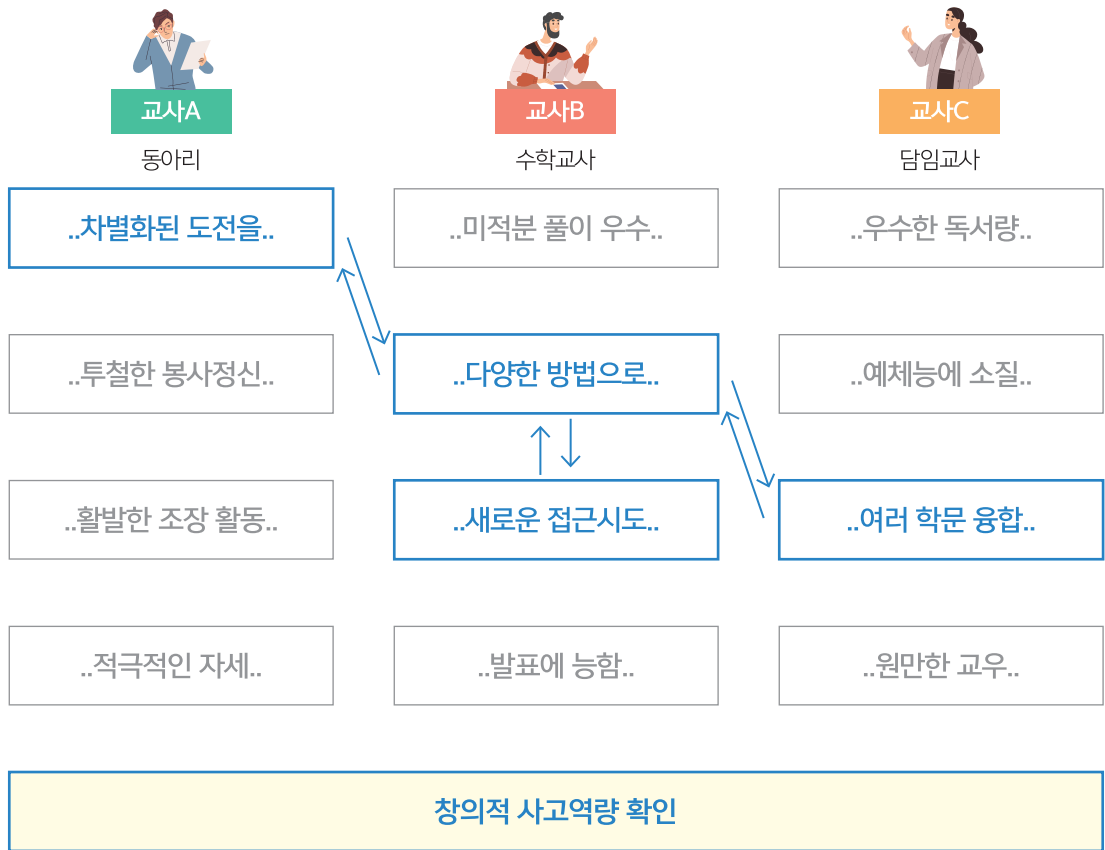 교사A 교사B 교사C
동아리 수학교사 담임교사
..차별화된 도전을.. ..미적분 풀이 우수.. ..우수한 독서량..
..투철한 봉사정신.. ..다양한 방법으로.. ..예체능에 소질..
..활발한 조장 활동.. ..새로운 접근시도.. ..여러 학문 융합..
..적극적인 자세.. ..발표에 능함.. ..원만한 교우..
창의적 사고역량 확인